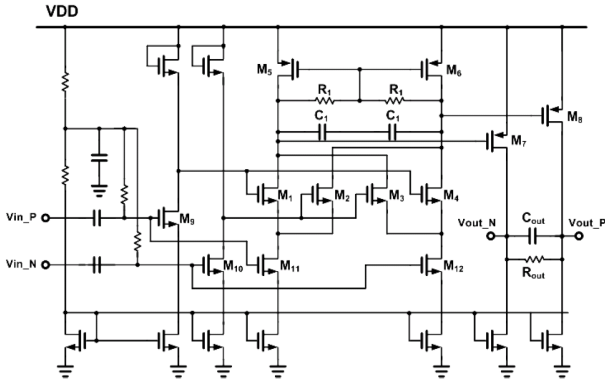 VDD
M5
M6
R1
R1
C1
C1
M8
M7
M1
M2
M3
M4
Vin_P
M9
Vout_N
Cout
Vout_P
Vin_N
M10
M11
M12
Rout